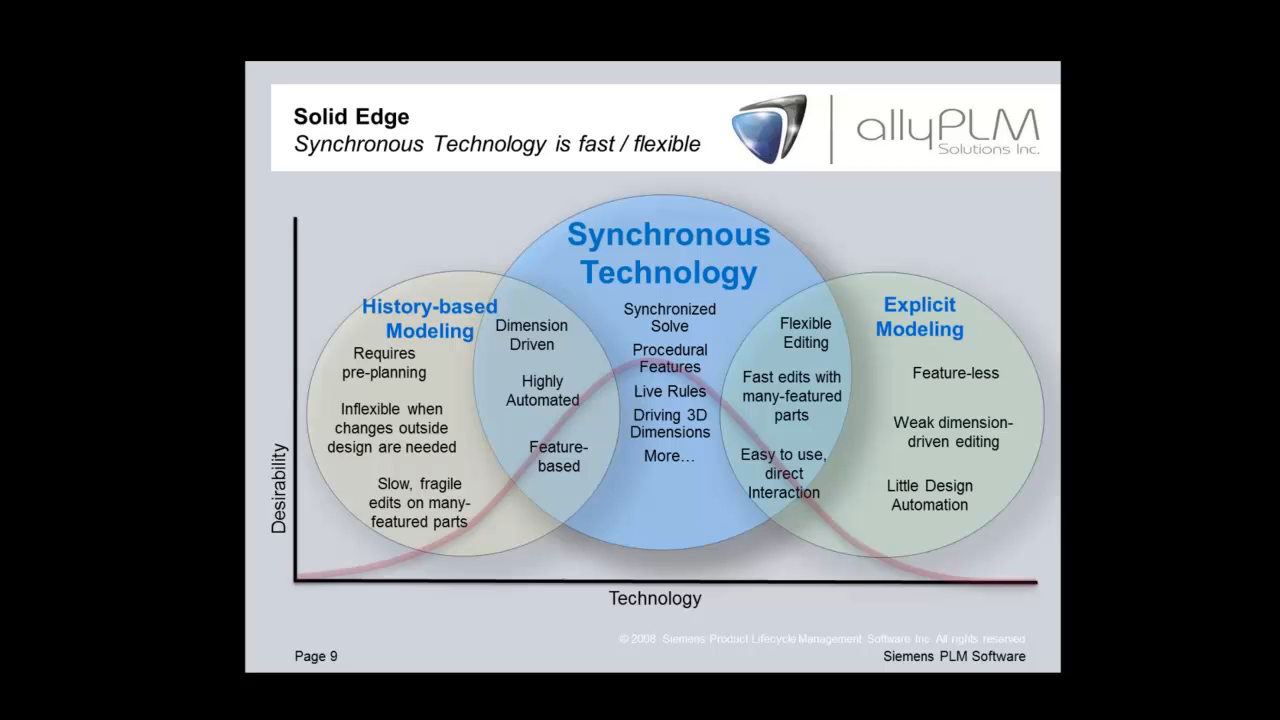 Solid Edge
Synchronous Technology is fast / flexible
allyPLM
Solutions Inc.
Synchronous
Technology
History-based
Modeling
Requires
pre-planning
Inflexible when
changes outside
design are needed
Slow, fragile
edits on many-
featured parts
Dimension
Driven
Highly
Automated
Feature-
based
Synchronized
Solve
Procedural
Features
Live Rules
Driving 3D
Dimensions
More…
Flexible
Editing
Fast edits with
many-featured
parts
Easy to use,
direct
Interaction
Explicit
Modeling
Feature-less
Weak dimension-
driven editing
Little Design
Automation
Desirability
Technology
© 2008 Siemens Product Lifecycle Management Software Inc. All rights reserved
Page 9
Siemens PLM Software